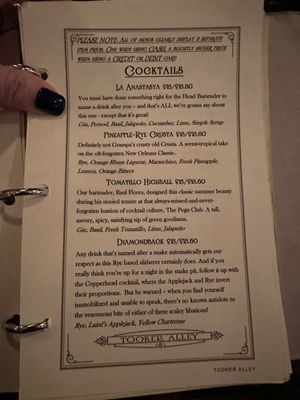 PLEASE NOTE: ALL OF MENUS CLEARLY DISPLAY 2 SEPARATE
ITEM PRICE. ONE WHEN USING CASH, A SLIGHTLY HIGHER PRICE
WHEN USING A CREDIT OR DEBIT CARD
COCKTAILS
LA ANASTASYA $15/$15.60
You must have done something right for the Head Bartender to
name a drink after you – and that's ALL we're gonna say about
this one - except that it's great!
Gin, Pernod, Basil, Jalapeño, Cucumber, Lime, Simple Syrup
PINEAPPLE-RYE CRUSTA $15/$15.60
Definitely not Grampa's crusty old Crusta. A semi-tropical take
on the oft-forgotten New Orleans Classic.
Rye, Orange Rhum Liqueur, Maraschino, Fresh Pineapple,
Lemon, Orange Bitters
TOMATILLO HIGHBALL $15/$15.60
Our bartender, Raul Flores, designed this classic summer beauty
during his storied tenure at that always-missed-and-never-
forgotten bastion of cocktail culture, The Pegu Club. A tall,
savory, spicy, satisfying sip of green goodness.
Gin, Basil, Fresh Tomatillo, Lime, Jalapeño
DIAMONDBACK $15/$15.60
Any drink that's named after a snake automatically gets our
respect as this Rye based slitherer certainly does. And if you
really think you're up for a night in the snake pit, follow it up with
the Copperhead cocktail, where the Applejack and Rye invert
their proportions. But be warned – when you find yourself
immobilized and unable to speak, there's no known antidote to
the venomous bite of either of these scaley libations!
Rye, Laird's Applejack, Yellow Chartreuse
TOOKER ALLEY
TOOKER ALLEY